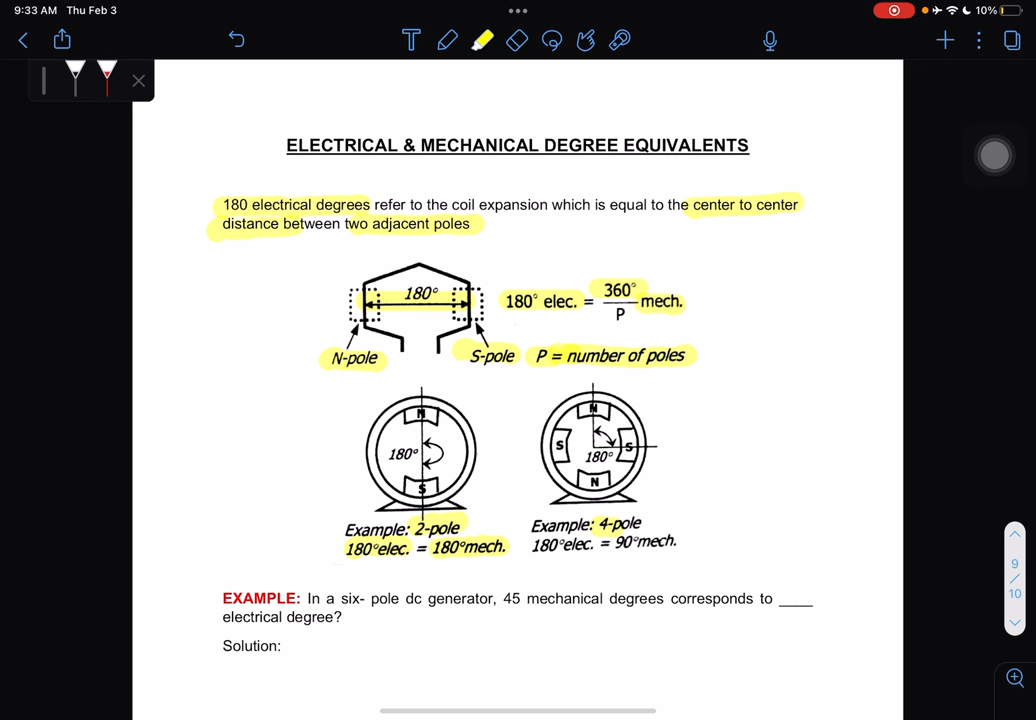 9:33 AM Thu Feb 3
10%
T
ELECTRICAL & MECHANICAL DEGREE EQUIVALENTS
180 electrical degrees refer to the coil expansion which is equal to the center to center
distance between two adjacent poles
180°
180° elec. = 360°/P mech.
N-pole
S-pole
P = number of poles
N
180°
S
N
S
S
180°
N
Example: 2-pole
180°elec. = 180°mech.
Example: 4-pole
180°elec. = 90°mech.
EXAMPLE: In a six- pole dc generator, 45 mechanical degrees corresponds to ____
electrical degree?
Solution:
9
/
10